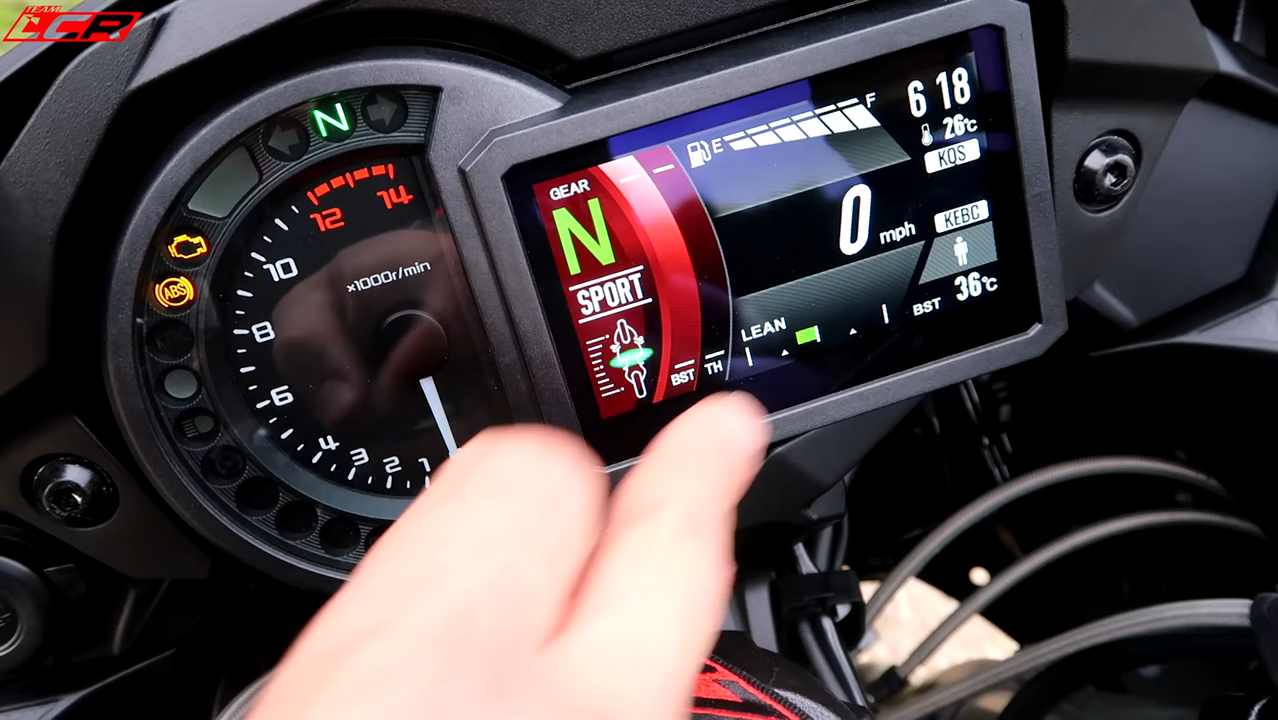 TEAM
LCR
N
12 14
10
8
6
4
3
2
1
x1000r/min
ABS
E F
6 18
26°C
KQS
GEAR
N
SPORT
0 mph
KEBC
BST 36°C
LEAN
BST TH